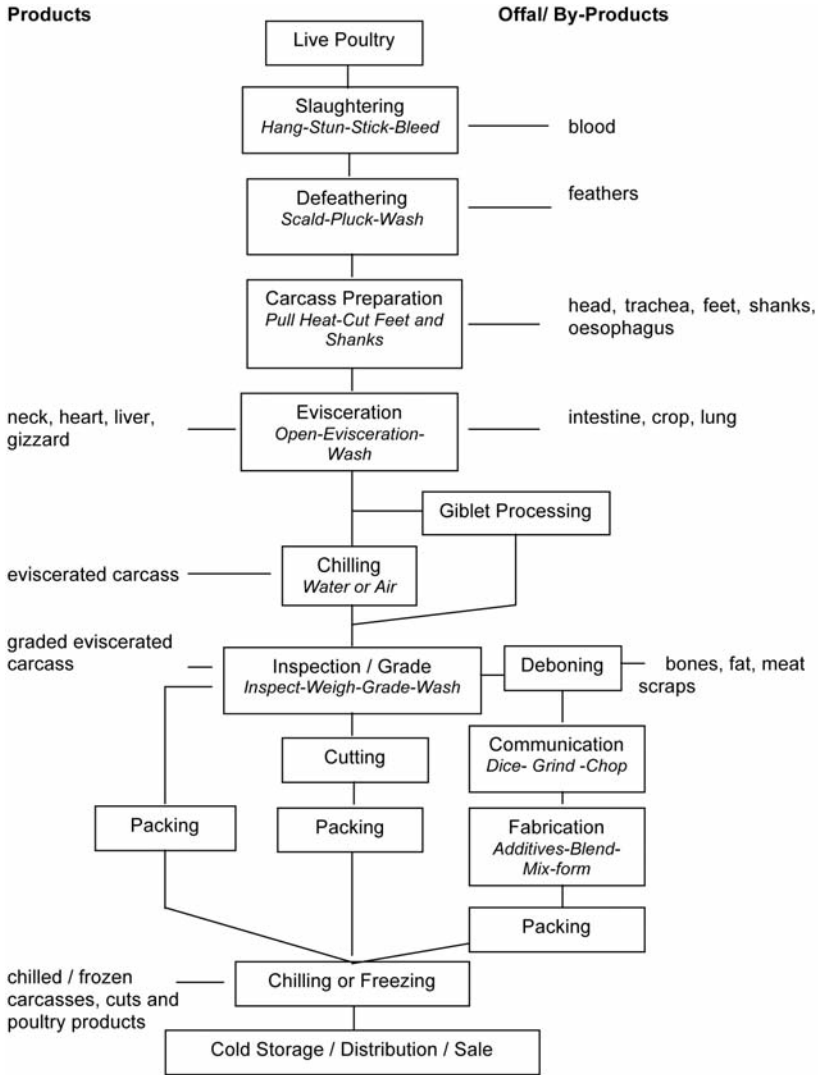 Products
Offal/ By-Products
Live Poultry
Slaughtering
Hang-Stun-Stick-Bleed
blood
Defeathering
Scald-Pluck-Wash
feathers
Carcass Preparation
Pull Heat-Cut Feet and
Shanks
head, trachea, feet, shanks,
oesophagus
neck, heart, liver,
gizzard
Evisceration
Open-Evisceration-
Wash
intestine, crop, lung
Giblet Processing
eviscerated carcass
Chilling
Water or Air
graded eviscerated
carcass
Inspection / Grade
Inspect-Weigh-Grade-Wash
Deboning
bones, fat, meat
scraps
Cutting
Communication
Dice- Grind -Chop
Packing
Packing
Fabrication
Additives-Blend-
Mix-form
Packing
chilled / frozen
carcasses, cuts and
poultry products
Chilling or Freezing
Cold Storage / Distribution / Sale